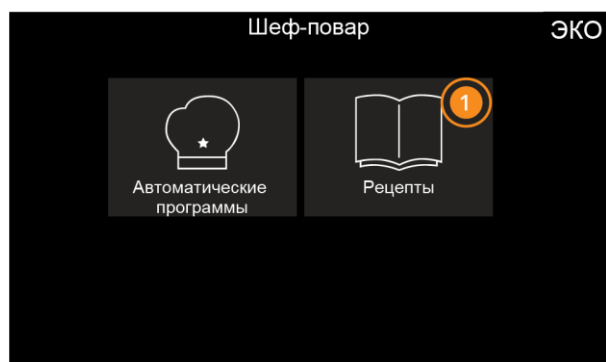 Шеф-повар
ЭКО
1
Автоматические
программы
Рецепты